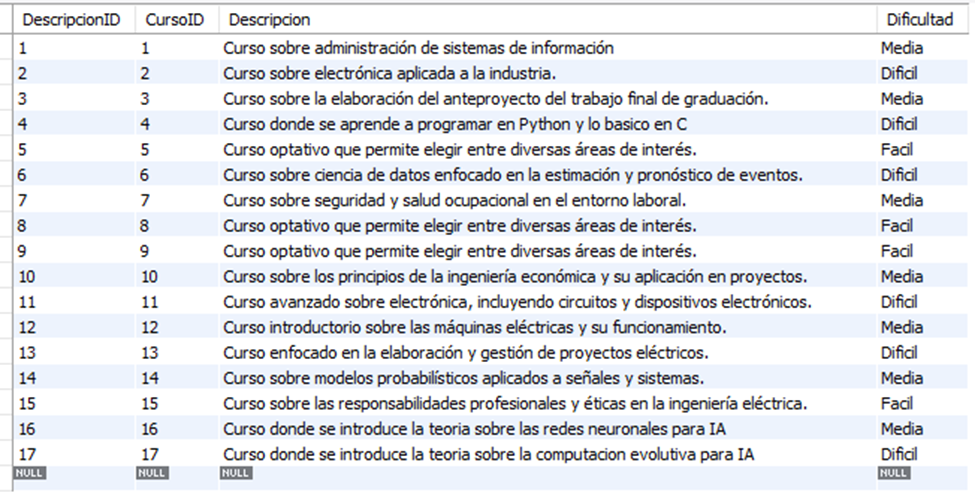 DescripcionID CursoID Descripcion Dificultad
1 1 Curso sobre administración de sistemas de información Media
2 2 Curso sobre electrónica aplicada a la industria. Dificil
3 3 Curso sobre la elaboración del anteproyecto del trabajo final de graduación. Media
4 4 Curso donde se aprende a programar en Python y lo basico en C Dificil
5 5 Curso optativo que permite elegir entre diversas áreas de interés. Facil
6 6 Curso sobre ciencia de datos enfocado en la estimación y pronóstico de eventos. Dificil
7 7 Curso sobre seguridad y salud ocupacional en el entorno laboral. Media
8 8 Curso optativo que permite elegir entre diversas áreas de interés. Facil
9 9 Curso optativo que permite elegir entre diversas áreas de interés. Facil
10 10 Curso sobre los principios de la ingeniería económica y su aplicación en proyectos. Media
11 11 Curso avanzado sobre electrónica, incluyendo circuitos y dispositivos electrónicos. Dificil
12 12 Curso introductorio sobre las máquinas eléctricas y su funcionamiento. Media
13 13 Curso enfocado en la elaboración y gestión de proyectos eléctricos. Dificil
14 14 Curso sobre modelos probabilísticos aplicados a señales y sistemas. Media
15 15 Curso sobre las responsabilidades profesionales y éticas en la ingeniería eléctrica. Facil
16 16 Curso donde se introduce la teoria sobre las redes neuronales para IA Media
17 17 Curso donde se introduce la teoria sobre la computacion evolutiva para IA Dificil
NULL NULL NULL NULL